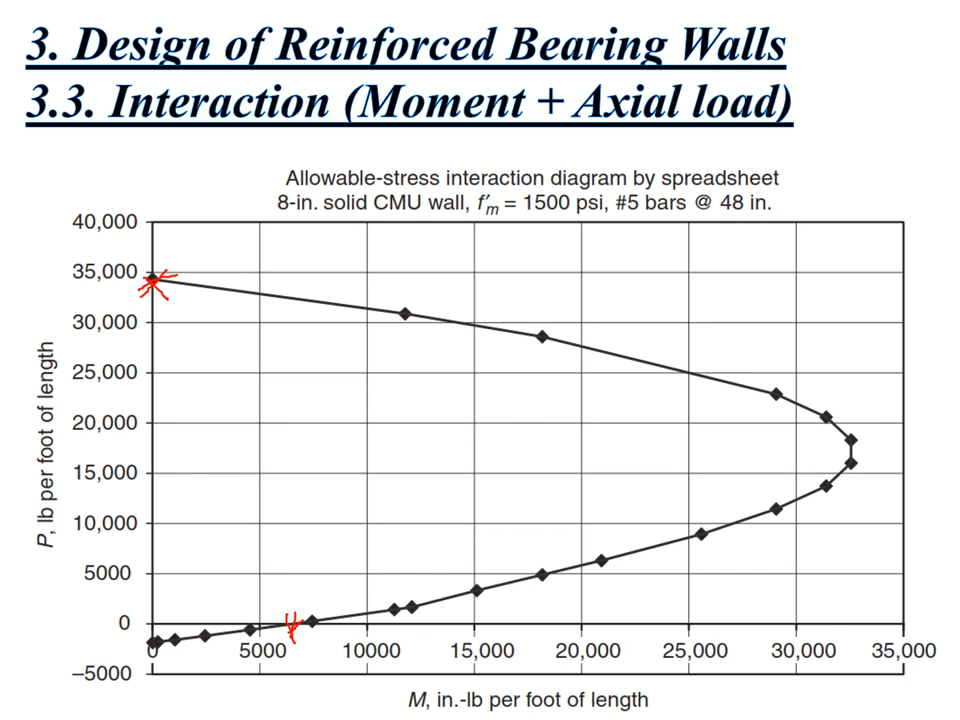 3. Design of Reinforced Bearing Walls
3.3. Interaction (Moment + Axial load)
Allowable-stress interaction diagram by spreadsheet
8-in. solid CMU wall, f′m = 1500 psi, #5 bars @ 48 in.
40,000
35,000
30,000
25,000
20,000
15,000
10,000
5000
0
–5000
P, lb per foot of length
0 5000 10000 15,000 20,000 25,000 30,000 35,000
M, in.-lb per foot of length